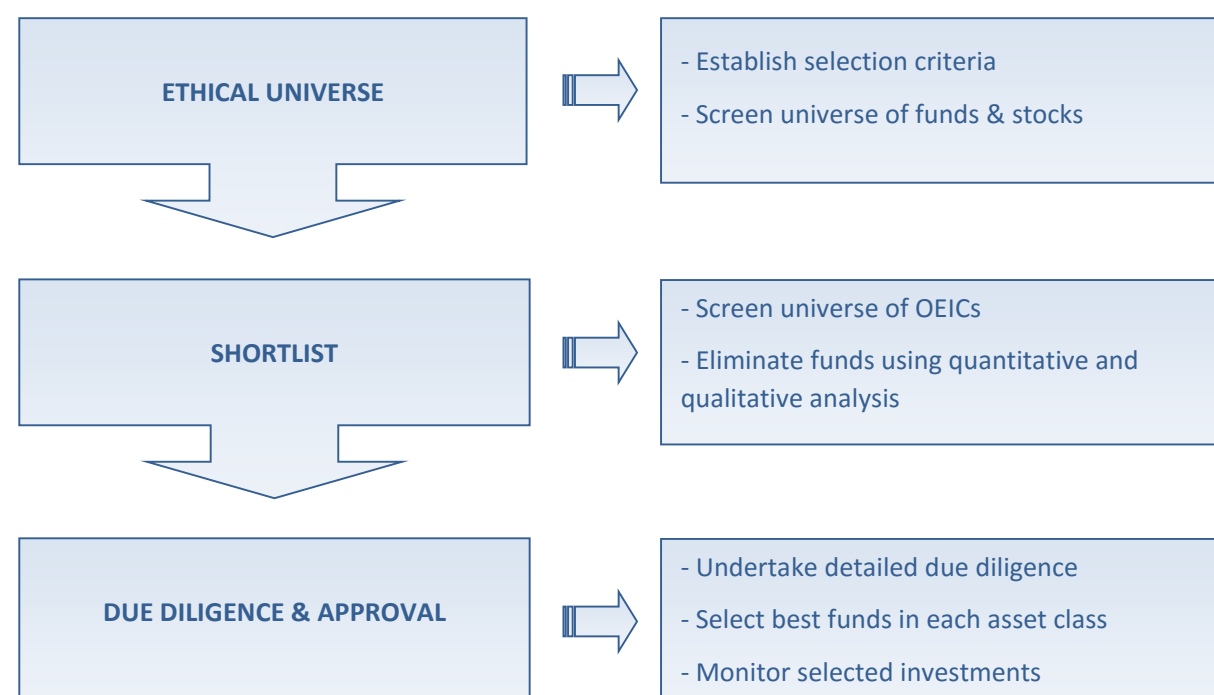 ETHICAL UNIVERSE
- Establish selection criteria
- Screen universe of funds & stocks
SHORTLIST
- Screen universe of OEICs
- Eliminate funds using quantitative and
qualitative analysis
DUE DILIGENCE & APPROVAL
- Undertake detailed due diligence
- Select best funds in each asset class
- Monitor selected investments